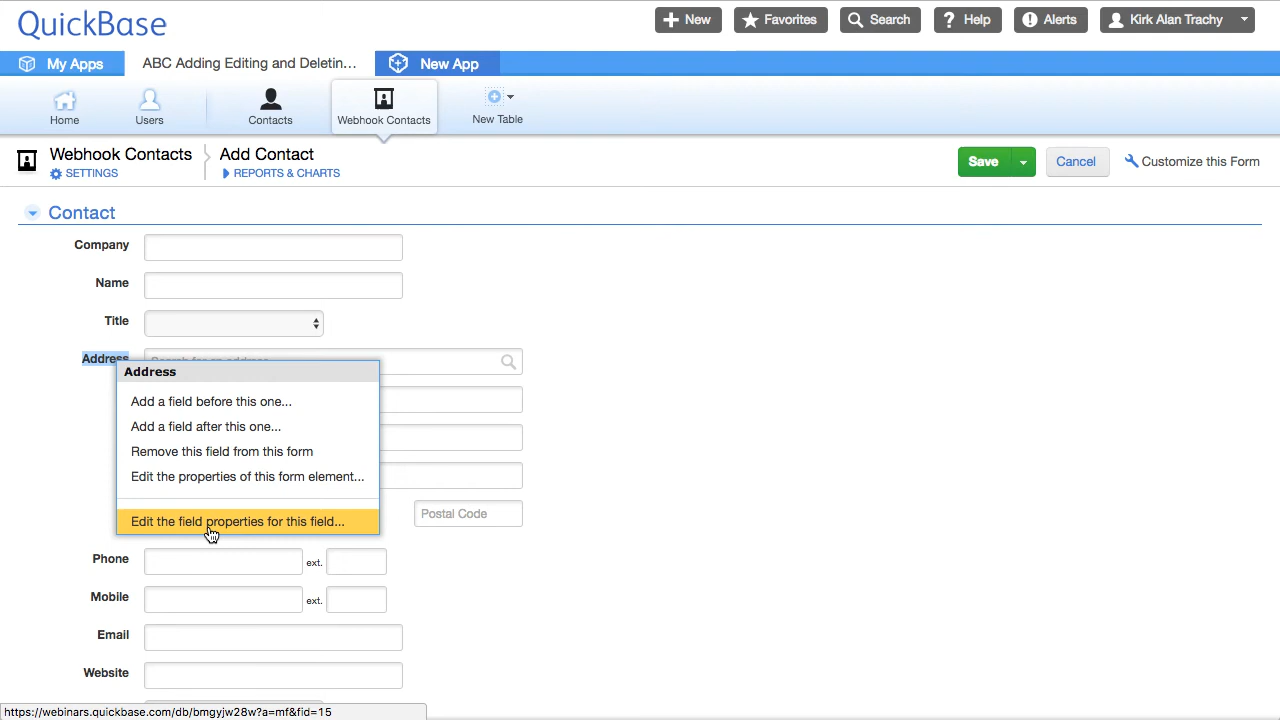 QuickBase
New
Favorites
Search
Help
Alerts
Kirk Alan Trachy
My Apps
ABC Adding Editing and Deletin...
New App
Home
Users
Contacts
Webhook Contacts
New Table
Webhook Contacts
SETTINGS
Add Contact
REPORTS & CHARTS
Save
Cancel
Customize this Form
Contact
Company
Name
Title
Address
Search for an address
Address
Add a field before this one...
Add a field after this one...
Remove this field from this form
Edit the properties of this form element...
Edit the field properties for this field...
Postal Code
Phone
ext.
Mobile
ext.
Email
Website
https://webinars.quickbase.com/db/bmgyjw28w?a=mf&fid=15